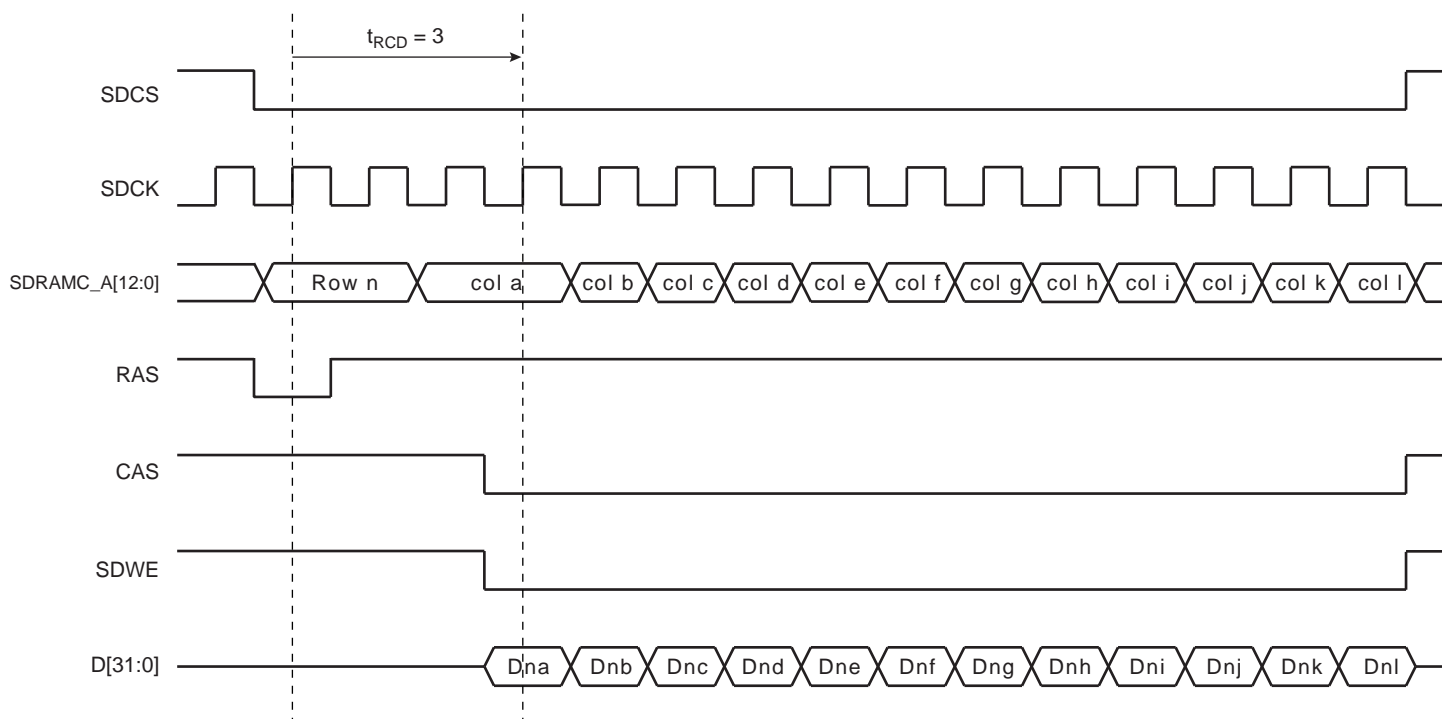 tRCD = 3
SDCS
SDCK
SDRAMC_A[12:0] Row n col a col b col c col d col e col f col g col h col i col j col k col l
RAS
CAS
SDWE
D[31:0] Dna Dnb Dnc Dnd Dne Dnf Dng Dnh Dni Dnj Dnk Dnl